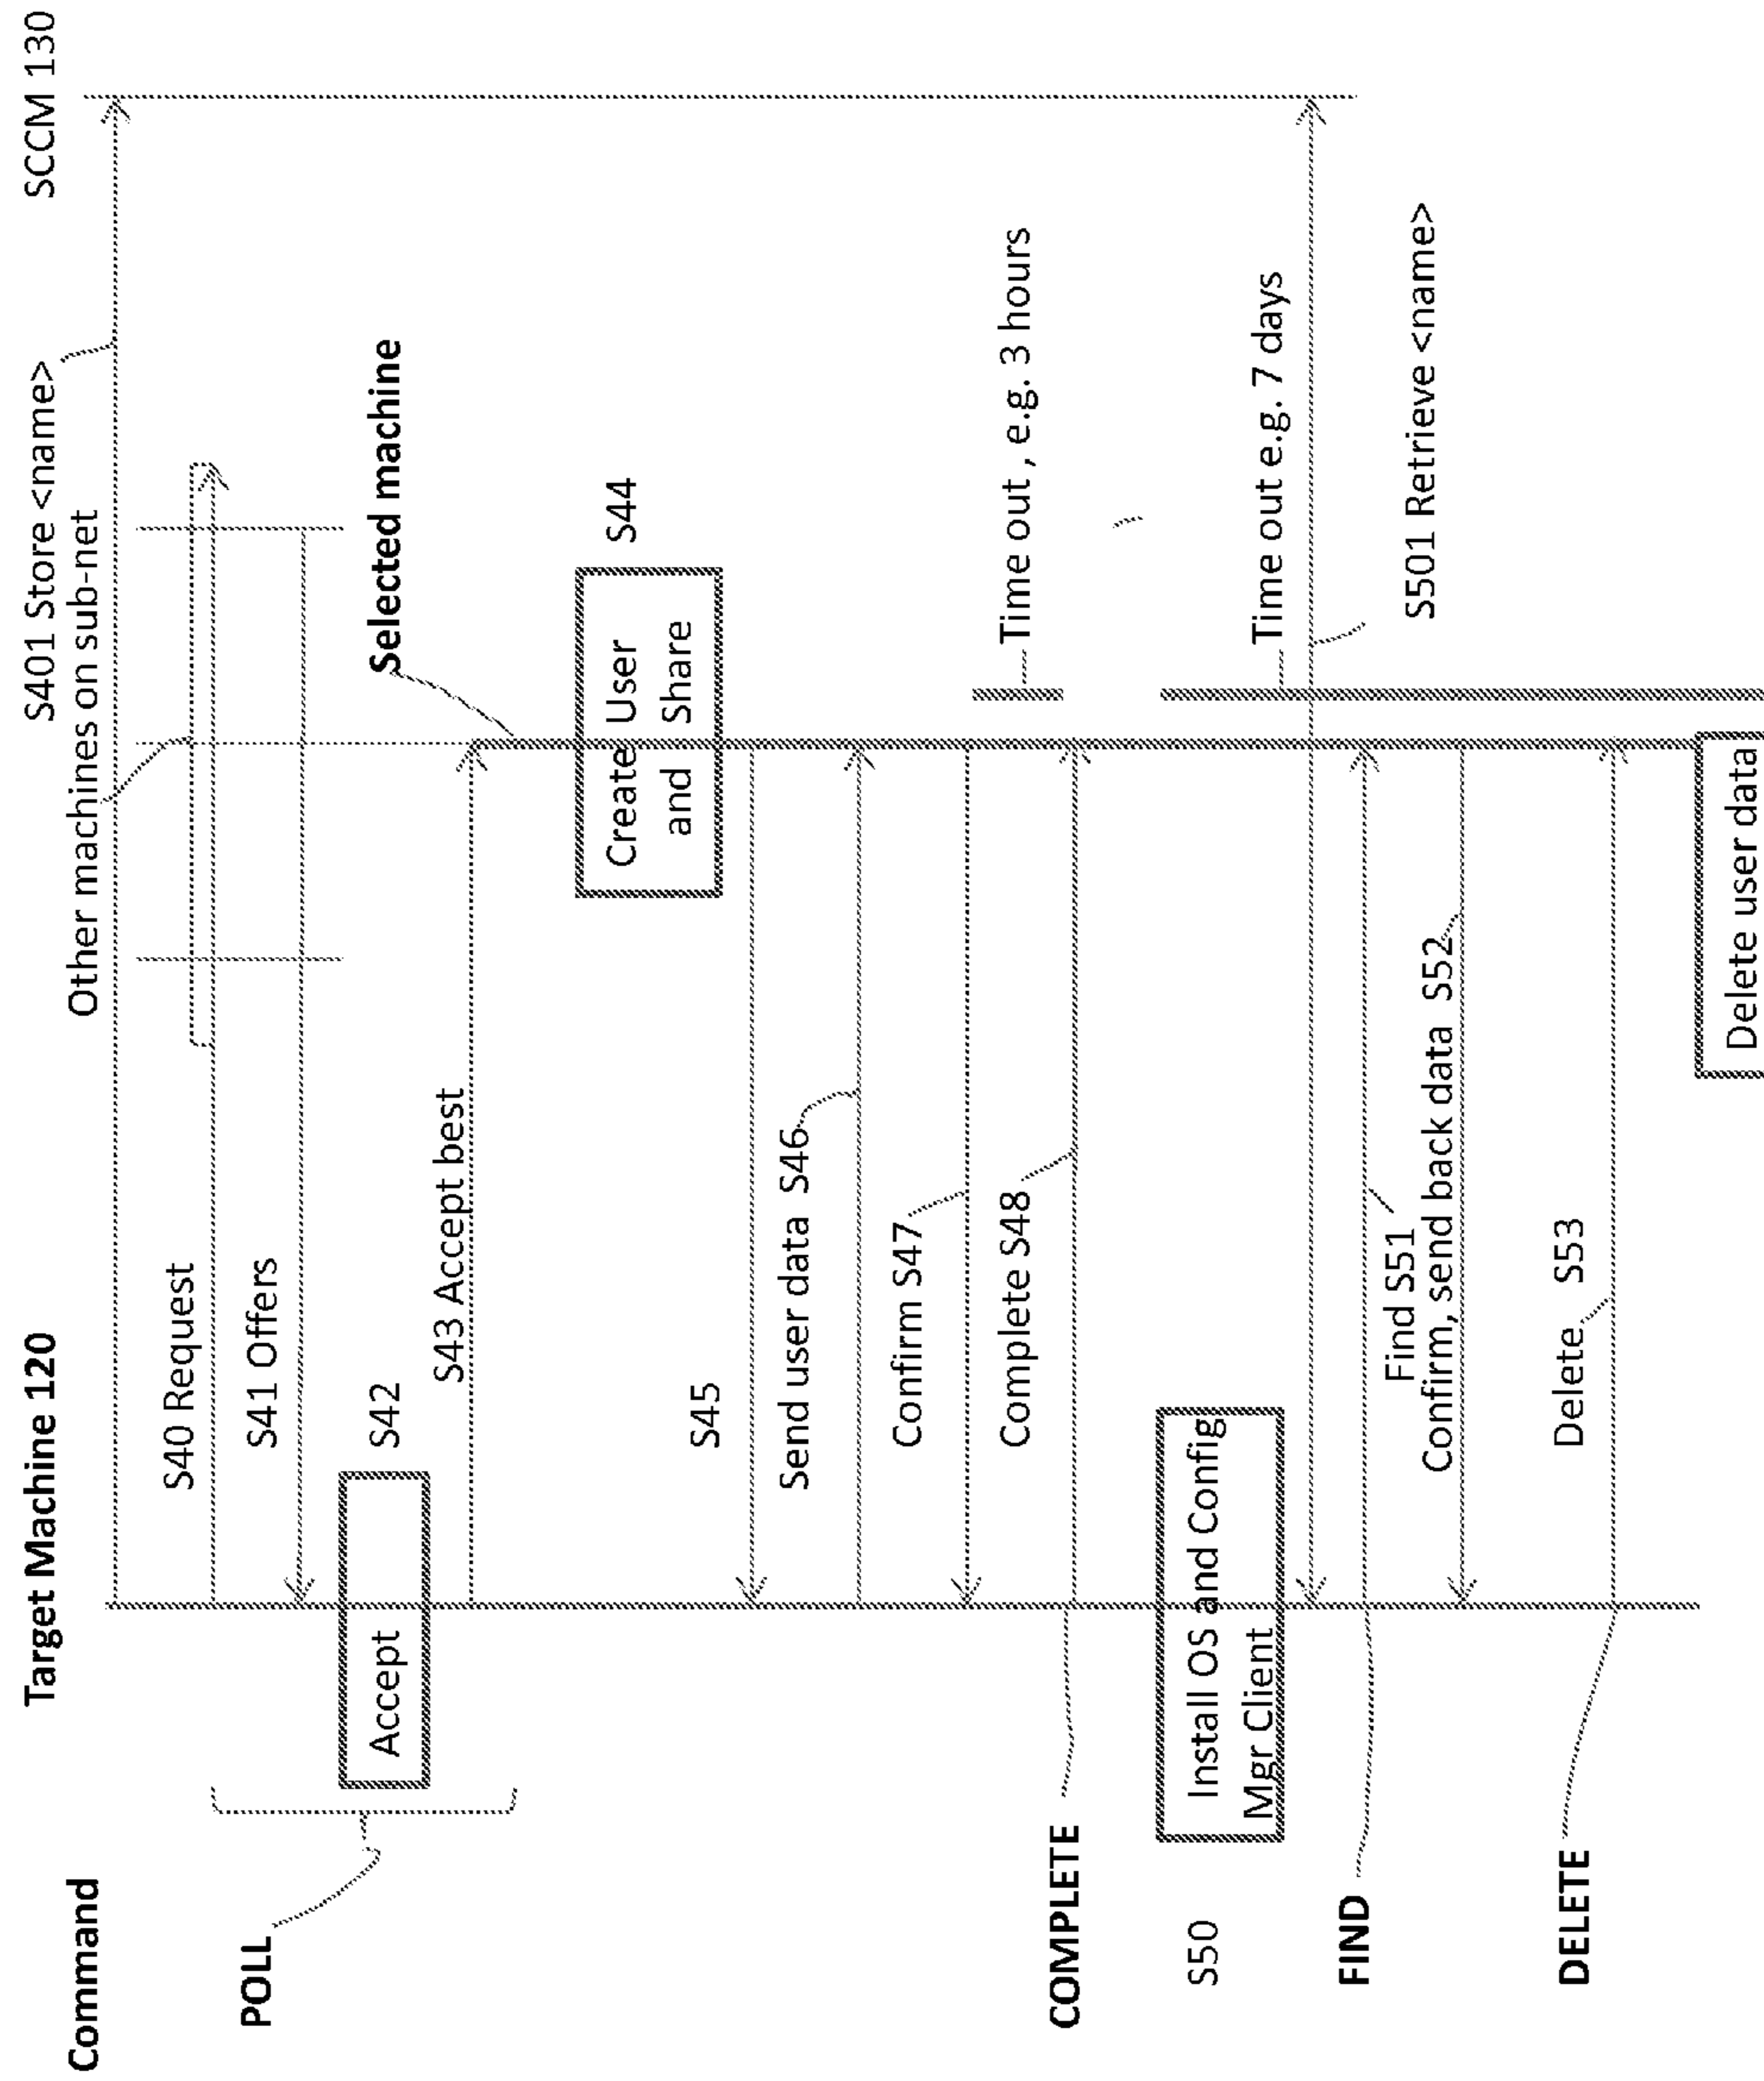 Command
Target Machine 120
SCCM 130
S401 Store <name>
Other machines on sub-net
POLL
S40 Request
S41 Offers
Accept
S42
Selected machine
S43 Accept best
Create User
and Share
S44
S45
Send user data S46
Confirm S47
COMPLETE
Complete S48
Time out , e.g. 3 hours
S50
Install OS and Config
Mgr Client
Time out e.g. 7 days
FIND
Find S51
S501 Retrieve <name>
Confirm, send back data S52
DELETE
Delete S53
Delete user data